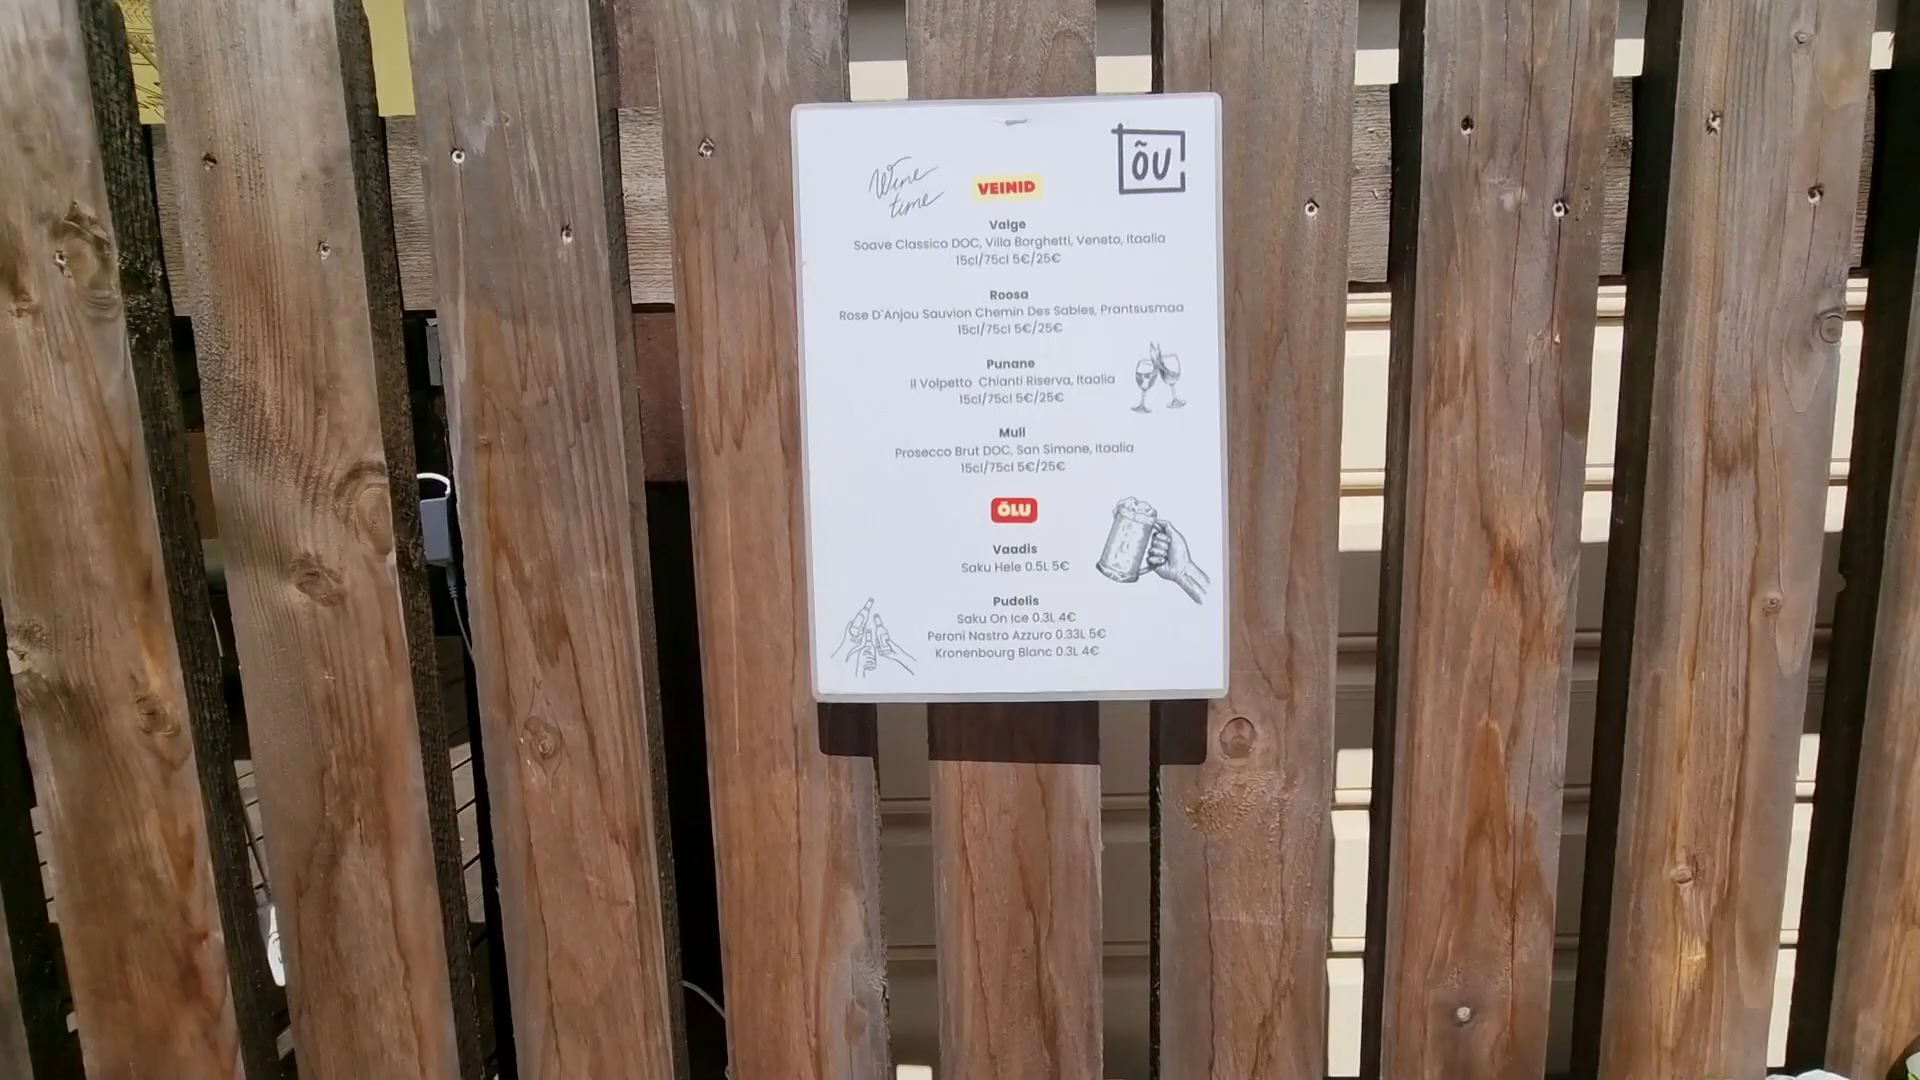 Wine
time
VEINID
ÕU
Valge
Soave Classico DOC, Villa Borghetti, Veneto, Itaalia
15cl/75cl 5€/25€
Roosa
Rose D`Anjou Sauvion Chemin Des Sables, Prantsusmaa
15cl/75cl 5€/25€
Punane
Il Volpetto Chianti Riserva, Itaalia
15cl/75cl 5€/25€
Mull
Prosecco Brut DOC, San Simone, Itaalia
15cl/75cl 5€/25€
ÕLU
Vaadis
Saku Hele 0.5L 5€
Pudelis
Saku On Ice 0.3L 4€
Peroni Nastro Azzuro 0.33L 5€
Kronenbourg Blanc 0.3L 4€